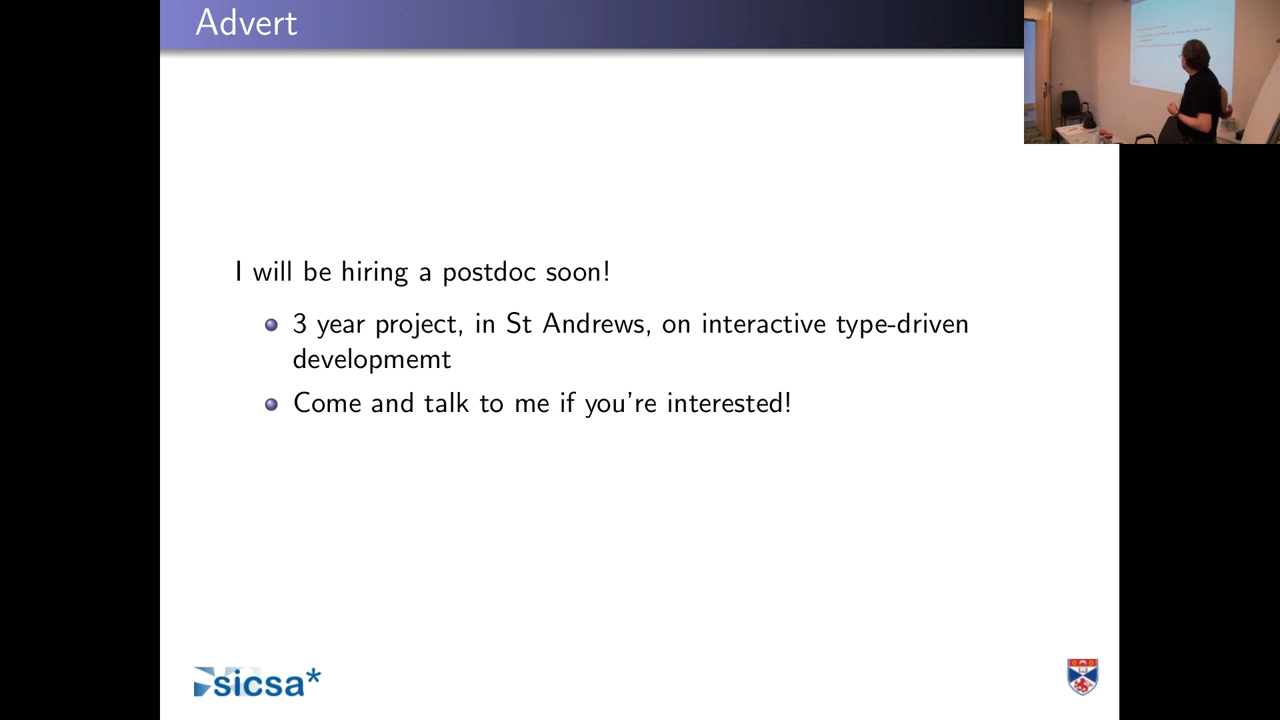 Advert
I will be hiring a postdoc soon!
3 year project, in St Andrews, on interactive type-driven
developmemt
Come and talk to me if you're interested!
sicsa*